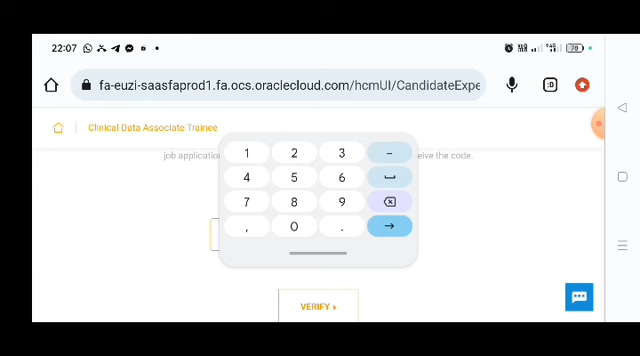 22:07
78
:D
fa-euzi-saasfaprod1.fa.ocs.oraclecloud.com/hcmUI/CandidateExpe
Clinical Data Associate Trainee
job application
eive the code.
1 2 3 –
4 5 6
7 8 9
, 0 .
VERIFY